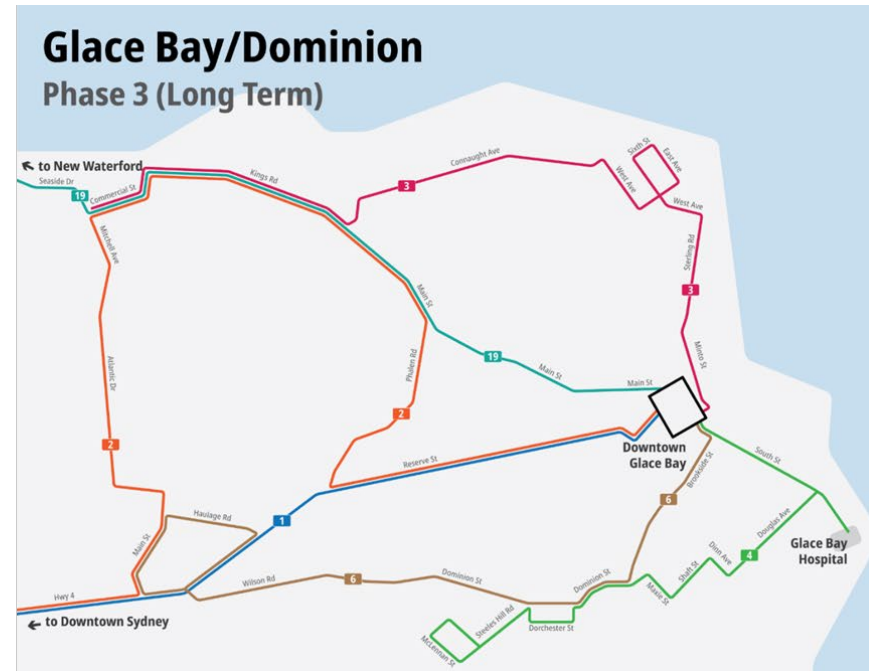 Glace Bay/Dominion
Phase 3 (Long Term)
to New Waterford
Seaside Dr
19
Commercial St
Kings Rd
Connaught Ave
3
Sixth St
East Ave
West Ave
West Ave
Mitchell Ave
Sterling Rd
3
Main St
Minto St
Atlantic Dr
Phalen Rd
19
Main St
Main St
2
2
Downtown
Glace Bay
Reserve St
South St
Brookside St
6
Haulage Rd
1
Main St
Douglas Ave
Glace Bay
Hospital
4
Dinn Ave
Shaft St
Maxie St
Hwy 4
Wilson Rd
6
Dominion St
Dominion St
to Downtown Sydney
Steeles Hill Rd
Dorchester St
McLennan St